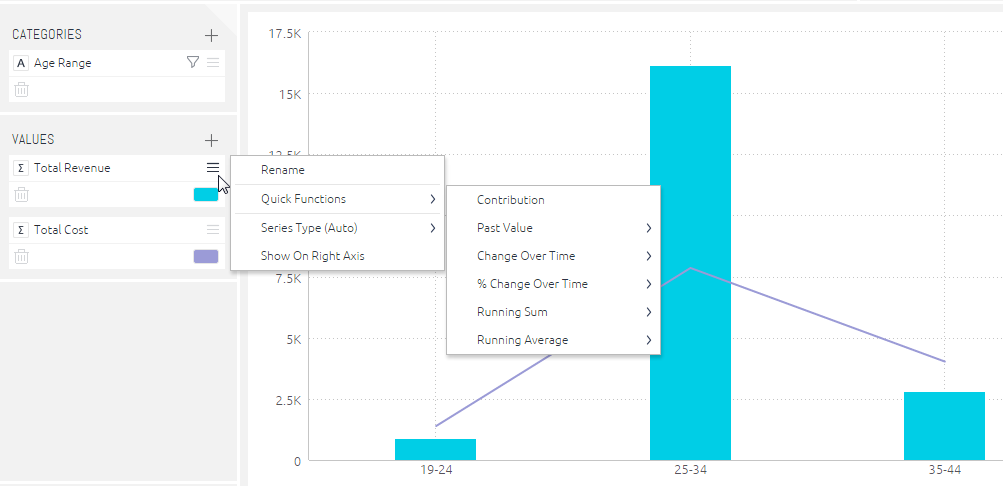 CATEGORIES
A Age Range
VALUES
Σ Total Revenue
Σ Total Cost
Rename
Quick Functions
Series Type (Auto)
Show On Right Axis
Contribution
Past Value
Change Over Time
% Change Over Time
Running Sum
Running Average
17.5K
15K
12.5K
7.5K
5K
2.5K
0
19-24
25-34
35-44